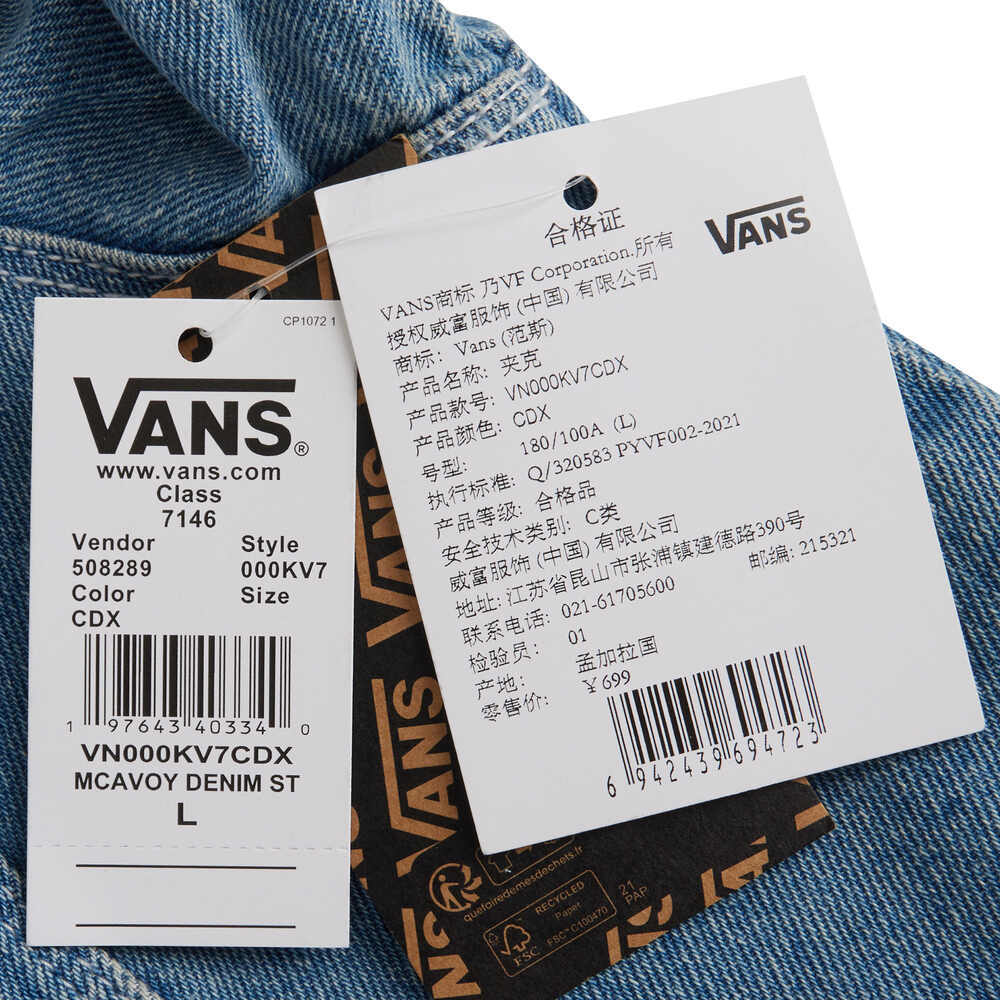 CP1072 1
VANS®
www.vans.com
Class
7146
Vendor Style
508289 000KV7
Color Size
CDX
1 97643 40334 0
VN000KV7CDX
MCAVOY DENIM ST
L
合格证
VANS
VANS商标 乃VF Corporation.所有
授权威富服饰 (中国) 有限公司
商标: Vans (范斯)
产品名称: 夹克
产品款号: VN000KV7CDX
产品颜色: CDX
号型: 180/100A (L)
执行标准: Q/320583 PYVF002-2021
产品等级: 合格品
安全技术类别: C类
威富服饰 (中国) 有限公司
地址: 江苏省昆山市张浦镇建德路390号
联系电话: 021-61705600 邮编: 215321
检验员: 01
产地: 孟加拉国
零售价: ¥699
6 942439 694723
VANS
VANS
VANS
quefairedemesdechets.fr
FSC
RECYCLED
Paper
FSC™ C100470
21
PAP